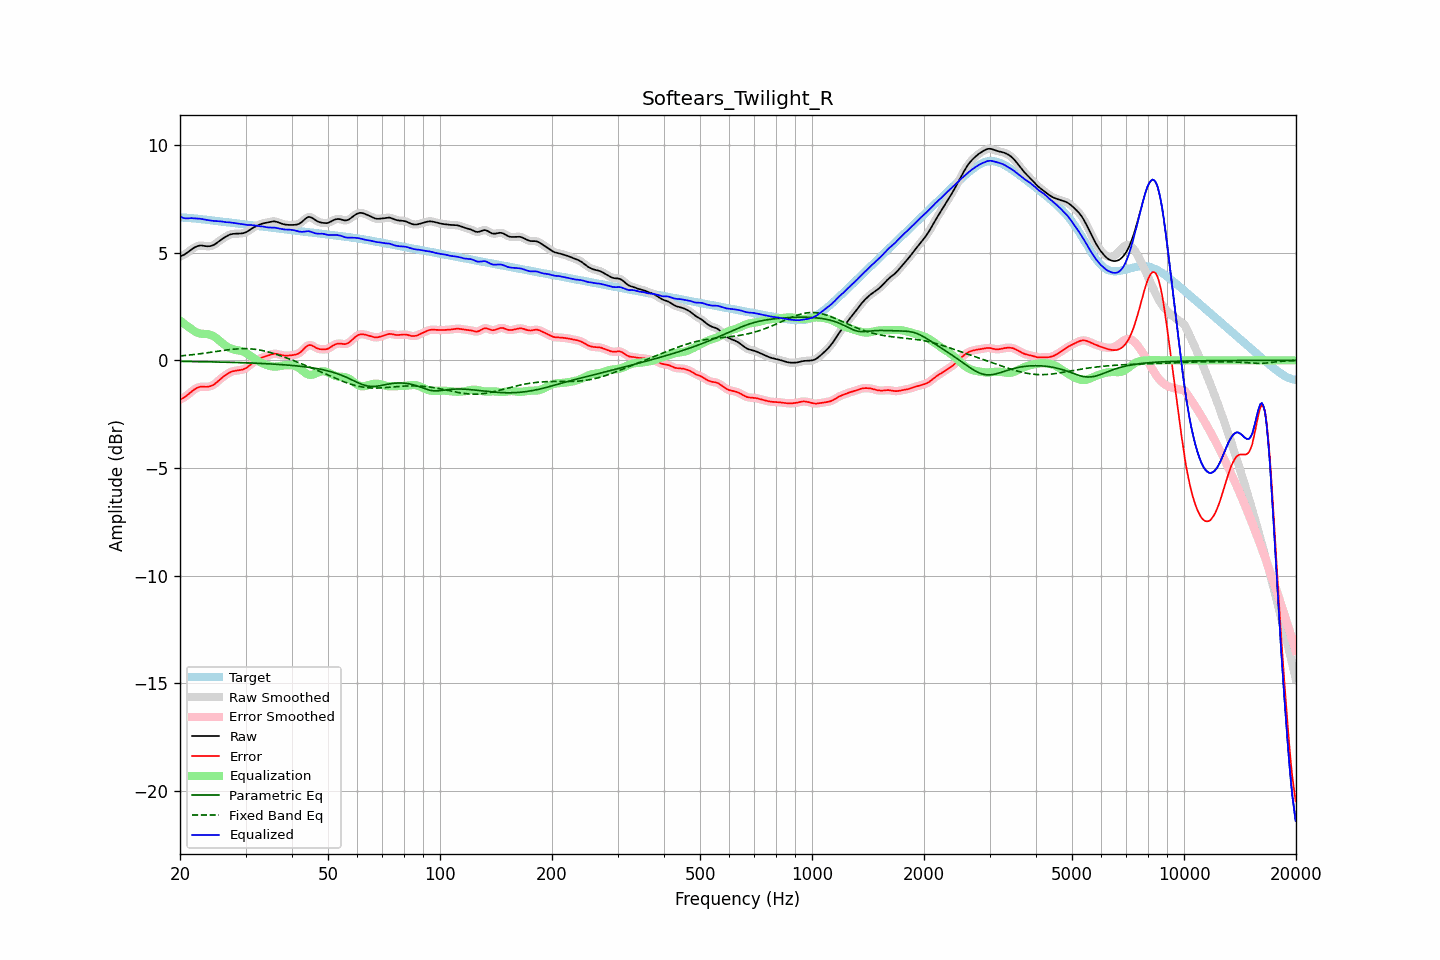 Softears_Twilight_R
10
5
0
−5
−10
−15
−20
Amplitude (dBr)
Target
Raw Smoothed
Error Smoothed
Raw
Error
Equalization
Parametric Eq
Fixed Band Eq
Equalized
20 50 100 200 500 1000 2000 5000 10000 20000
Frequency (Hz)